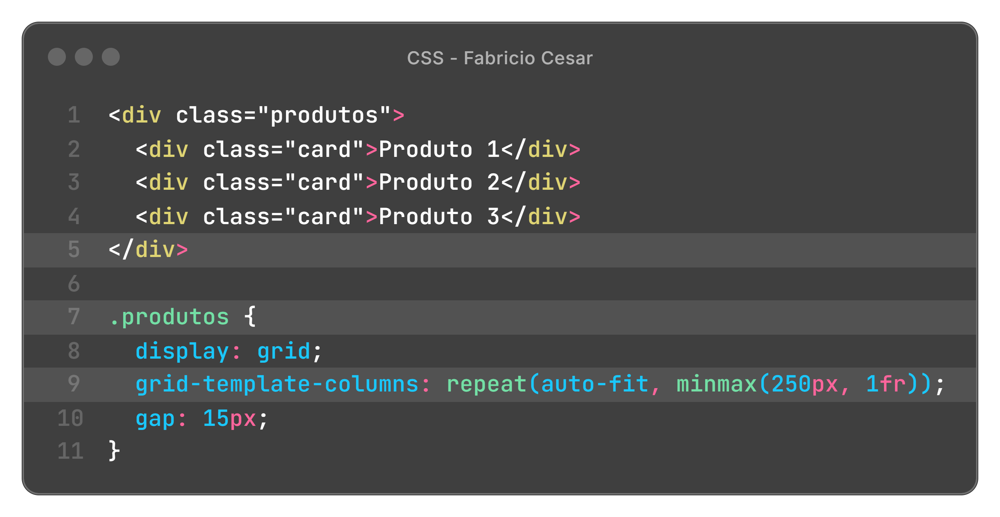 CSS - Fabricio Cesar
1 <div class="produtos">
2   <div class="card">Produto 1</div>
3   <div class="card">Produto 2</div>
4   <div class="card">Produto 3</div>
5 </div>
6
7 .produtos {
8   display: grid;
9   grid-template-columns: repeat(auto-fit, minmax(250px, 1fr));
10   gap: 15px;
11 }